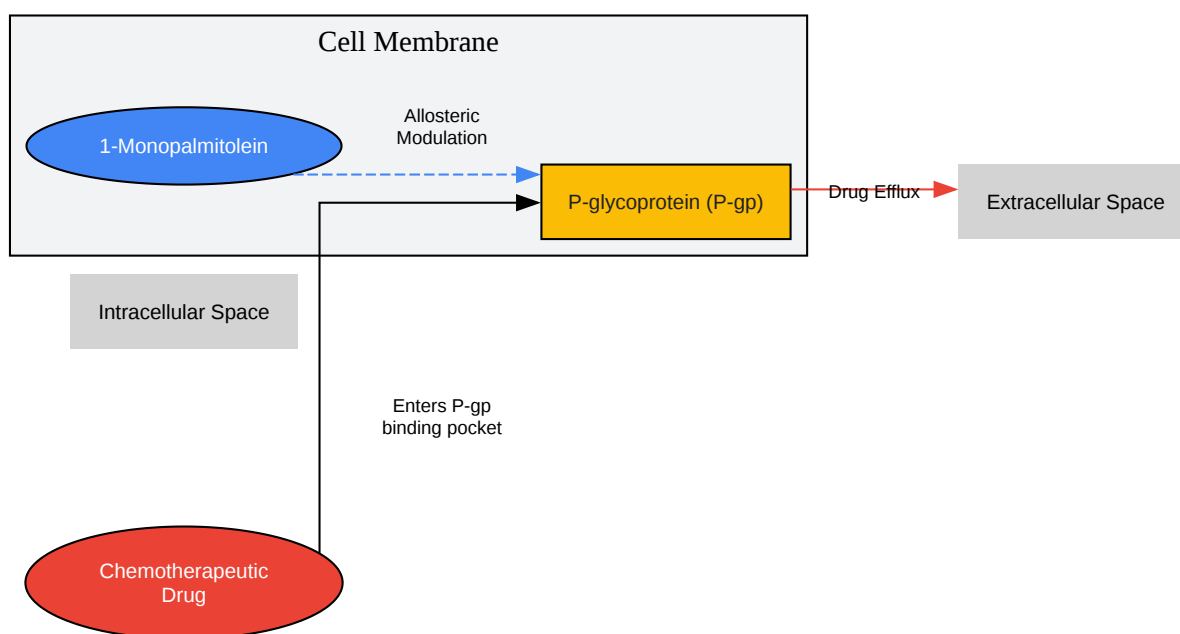 Cell Membrane
1-Monopalmitolein
Allosteric
Modulation
P-glycoprotein (P-gp)
Drug Efflux
Extracellular Space
Intracellular Space
Enters P-gp
binding pocket
Chemotherapeutic
Drug